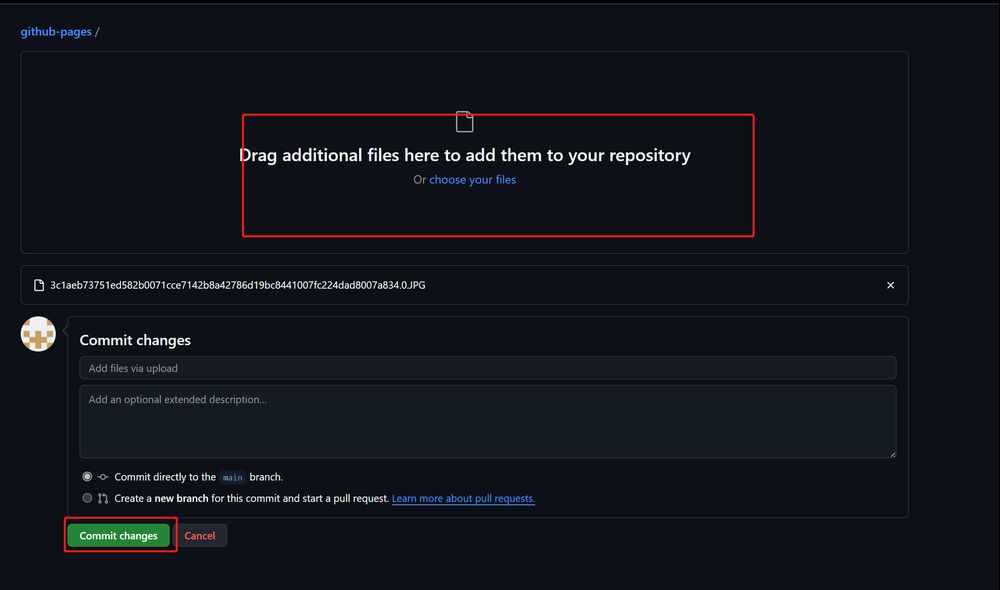 github-pages /
Drag additional files here to add them to your repository
Or choose your files
3c1aeb73751ed582b0071cce7142b8a42786d19bc8441007fc224dad8007a834.0.JPG
Commit changes
Add files via upload
Add an optional extended description...
Commit directly to the main branch.
Create a new branch for this commit and start a pull request. Learn more about pull requests.
Commit changes
Cancel